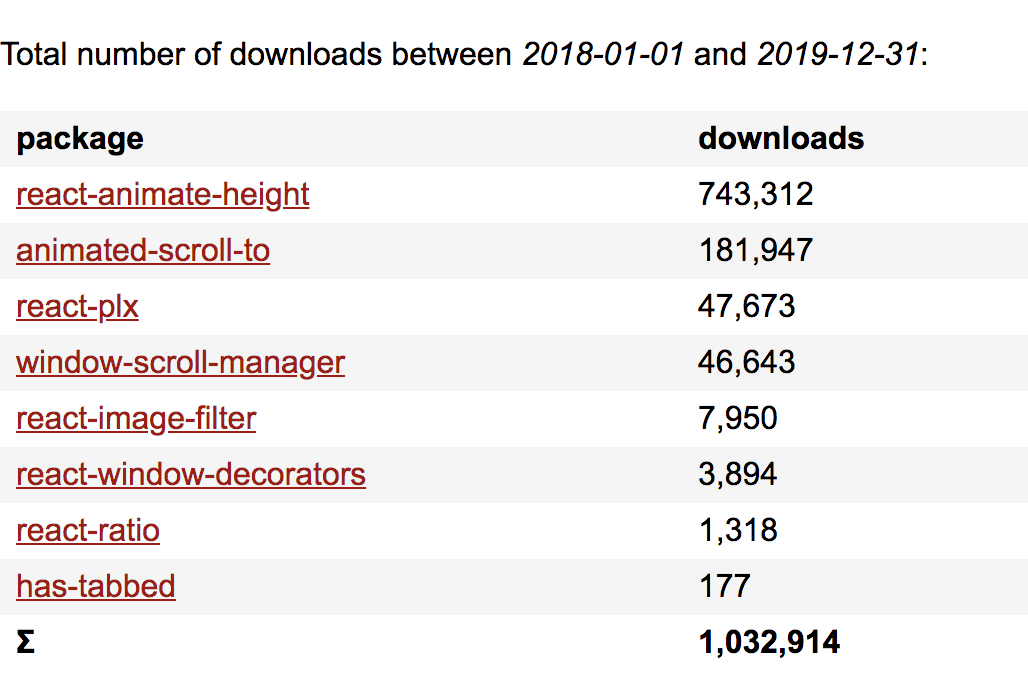 Total number of downloads between 2018-01-01 and 2019-12-31:
package downloads
react-animate-height 743,312
animated-scroll-to 181,947
react-plx 47,673
window-scroll-manager 46,643
react-image-filter 7,950
react-window-decorators 3,894
react-ratio 1,318
has-tabbed 177
Σ 1,032,914